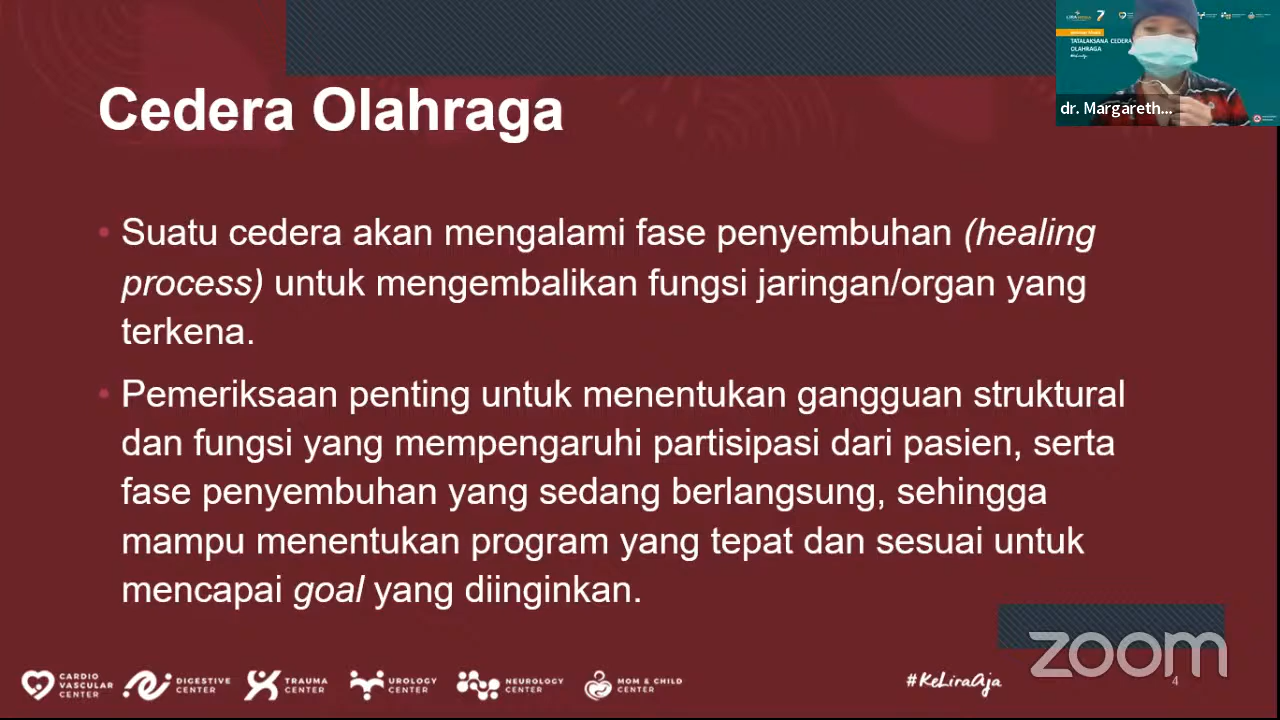 Cedera Olahraga
TATALAKSANA CEDERA
OLAHRAGA
dr. Margareth...
• Suatu cedera akan mengalami fase penyembuhan (healing
process) untuk mengembalikan fungsi jaringan/organ yang
terkena.
• Pemeriksaan penting untuk menentukan gangguan struktural
dan fungsi yang mempengaruhi partisipasi dari pasien, serta
fase penyembuhan yang sedang berlangsung, sehingga
mampu menentukan program yang tepat dan sesuai untuk
mencapai goal yang diinginkan.
zoom
CARDIO
VASCULAR
CENTER
DIGESTIVE
CENTER
TRAUMA
CENTER
UROLOGY
CENTER
NEUROLOGY
CENTER
MOM & CHILD
CENTER
#KeLiraAja
4